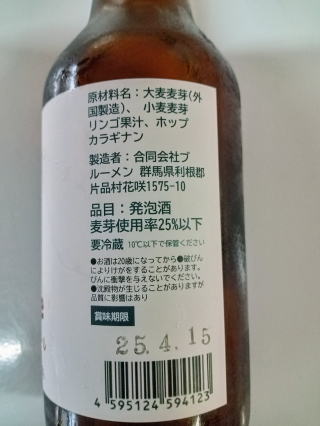 原材料名：大麦麦芽（外
国製造）、小麦麦芽
リンゴ果汁、ホップ
カラギナン
製造者：合同会社ブ
ルーメン 群馬県利根郡
片品村花咲1575-10
品目：発泡酒
麦芽使用率25%以下
要冷蔵 10℃以下で保管ください
●お酒は20歳になってから●破びん
によりけがをすることがあります。
びんに衝撃を与えないでください。
●沈殿物が生じることがありますが
品質に影響はあり
賞味期限
25.4.15
4 595124 594123